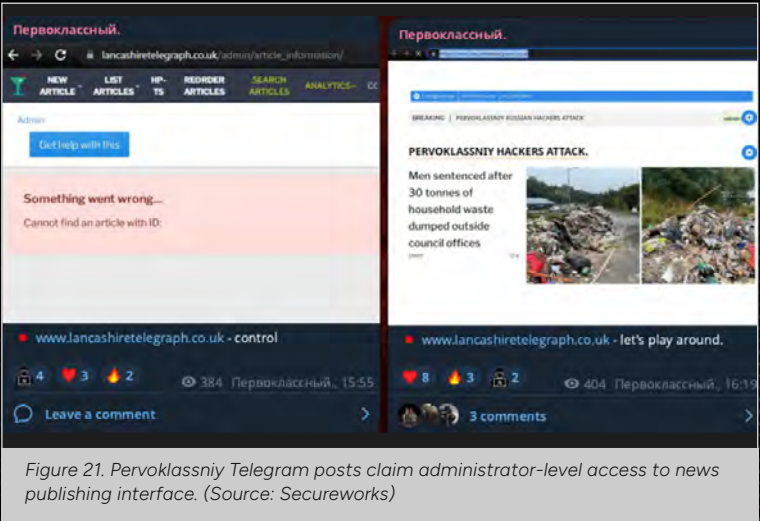 Первоклассный.
lancashiretelegraph.co.uk/admin/article_information/
NEW ARTICLE
LIST ARTICLES
HP-TS
REORDER ARTICLES
SEARCH ARTICLES
ANALYTICS
CO
Admin
Get help with this
Something went wrong...
Cannot find an article with ID:
www.lancashiretelegraph.co.uk - control
4 3 2
384 Первоклассный., 15:55
Leave a comment
Первоклассный.
BREAKING | PERVOKLASSNIY RUSSIAN HACKERS ATTACK
PERVOKLASSNIY HACKERS ATTACK.
Men sentenced after
30 tonnes of
household waste
dumped outside
council offices
www.lancashiretelegraph.co.uk - let's play around.
8 3 2
404 Первоклассный., 16:19
3 comments
Figure 21. Pervoklassniy Telegram posts claim administrator-level access to news
publishing interface. (Source: Secureworks)